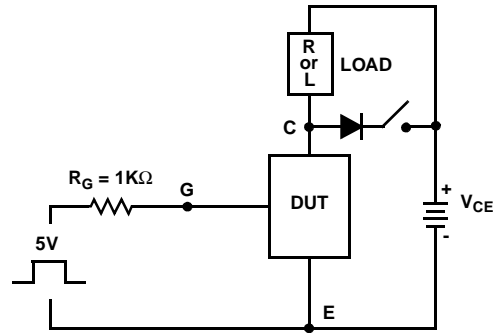 R
or
L
LOAD
C
R_G = 1KΩ
G
DUT
+
V_CE
-
5V
E